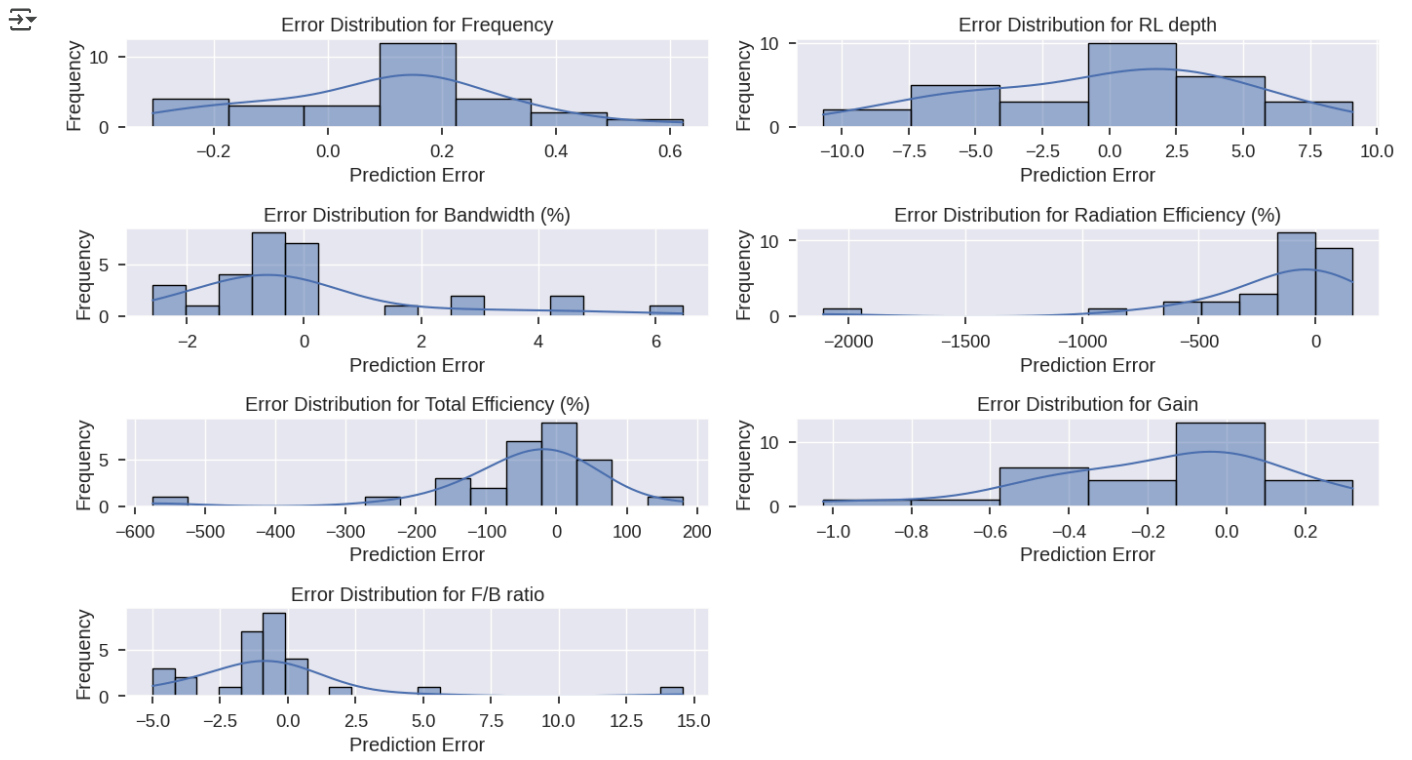 Error Distribution for Frequency
Frequency
10
0
−0.2 0.0 0.2 0.4 0.6
Prediction Error
Error Distribution for RL depth
Frequency
10
0
−10.0 −7.5 −5.0 −2.5 0.0 2.5 5.0 7.5 10.0
Prediction Error
Error Distribution for Bandwidth (%)
Frequency
5
0
−2 0 2 4 6
Prediction Error
Error Distribution for Radiation Efficiency (%)
Frequency
10
0
−2000 −1500 −1000 −500 0
Prediction Error
Error Distribution for Total Efficiency (%)
Frequency
5
0
−600 −500 −400 −300 −200 −100 0 100 200
Prediction Error
Error Distribution for Gain
Frequency
10
0
−1.0 −0.8 −0.6 −0.4 −0.2 0.0 0.2
Prediction Error
Error Distribution for F/B ratio
Frequency
5
0
−5.0 −2.5 0.0 2.5 5.0 7.5 10.0 12.5 15.0
Prediction Error